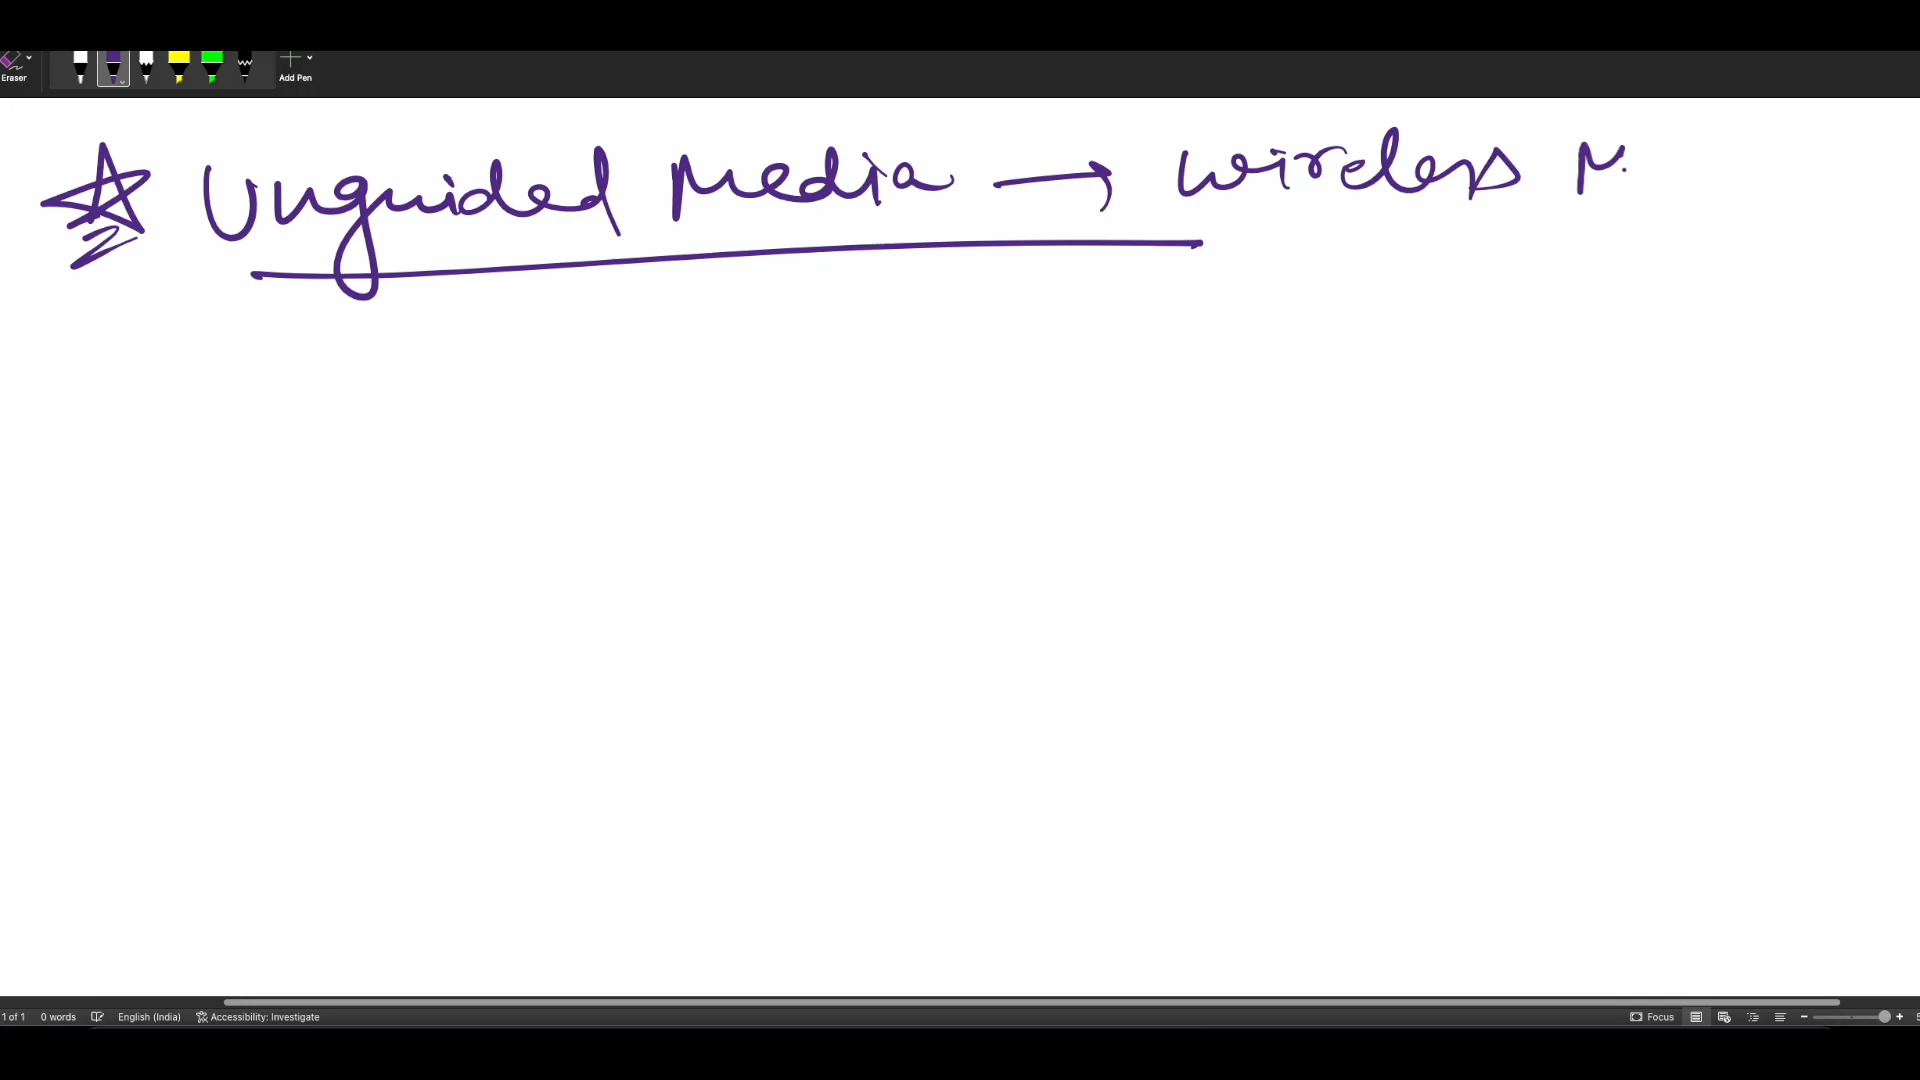 Eraser
Add Pen
Unguided Media → wireless M
1 of 1 0 words English (India) Accessibility: Investigate Focus